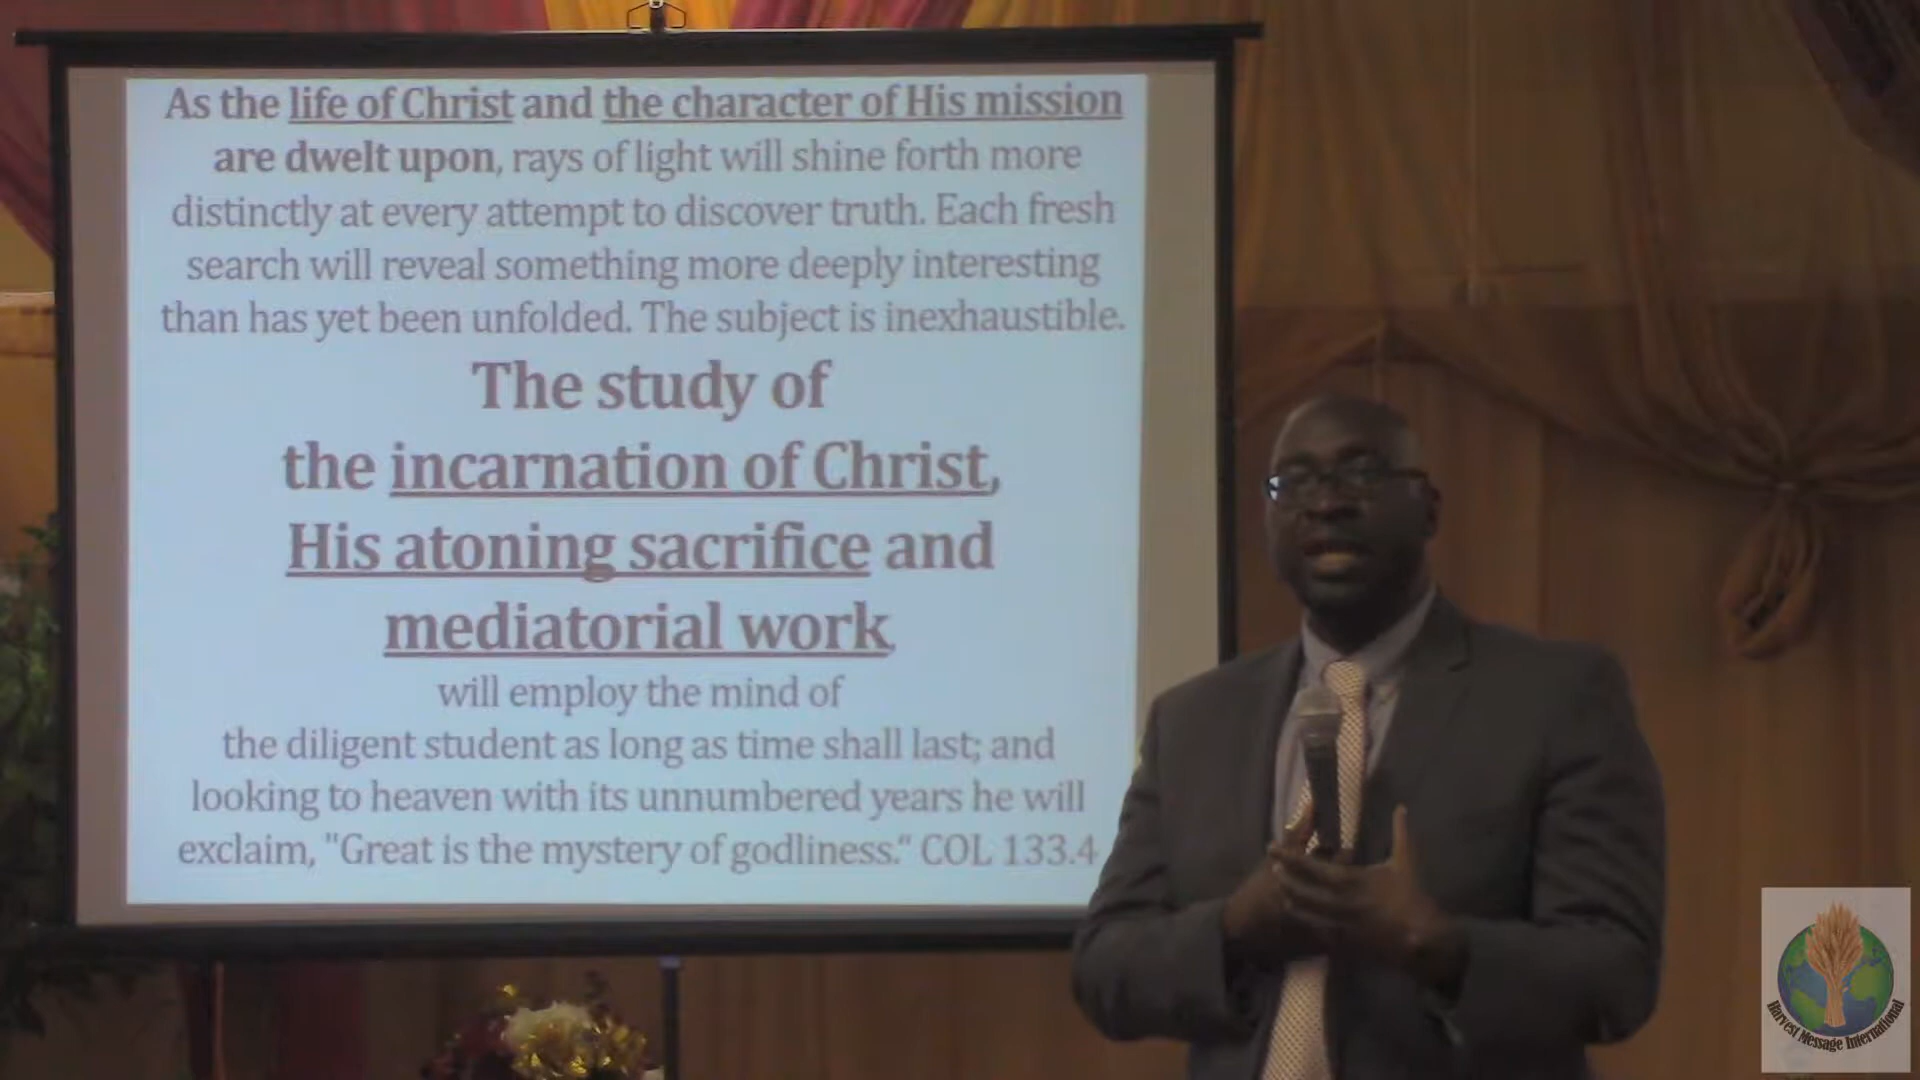 As the life of Christ and the character of His mission
are dwelt upon, rays of light will shine forth more
distinctly at every attempt to discover truth. Each fresh
search will reveal something more deeply interesting
than has yet been unfolded. The subject is inexhaustible.
The study of
the incarnation of Christ,
His atoning sacrifice and
mediatorial work
will employ the mind of
the diligent student as long as time shall last; and
looking to heaven with its unnumbered years he will
exclaim, "Great is the mystery of godliness.“ COL 133.4
Harvest Message International